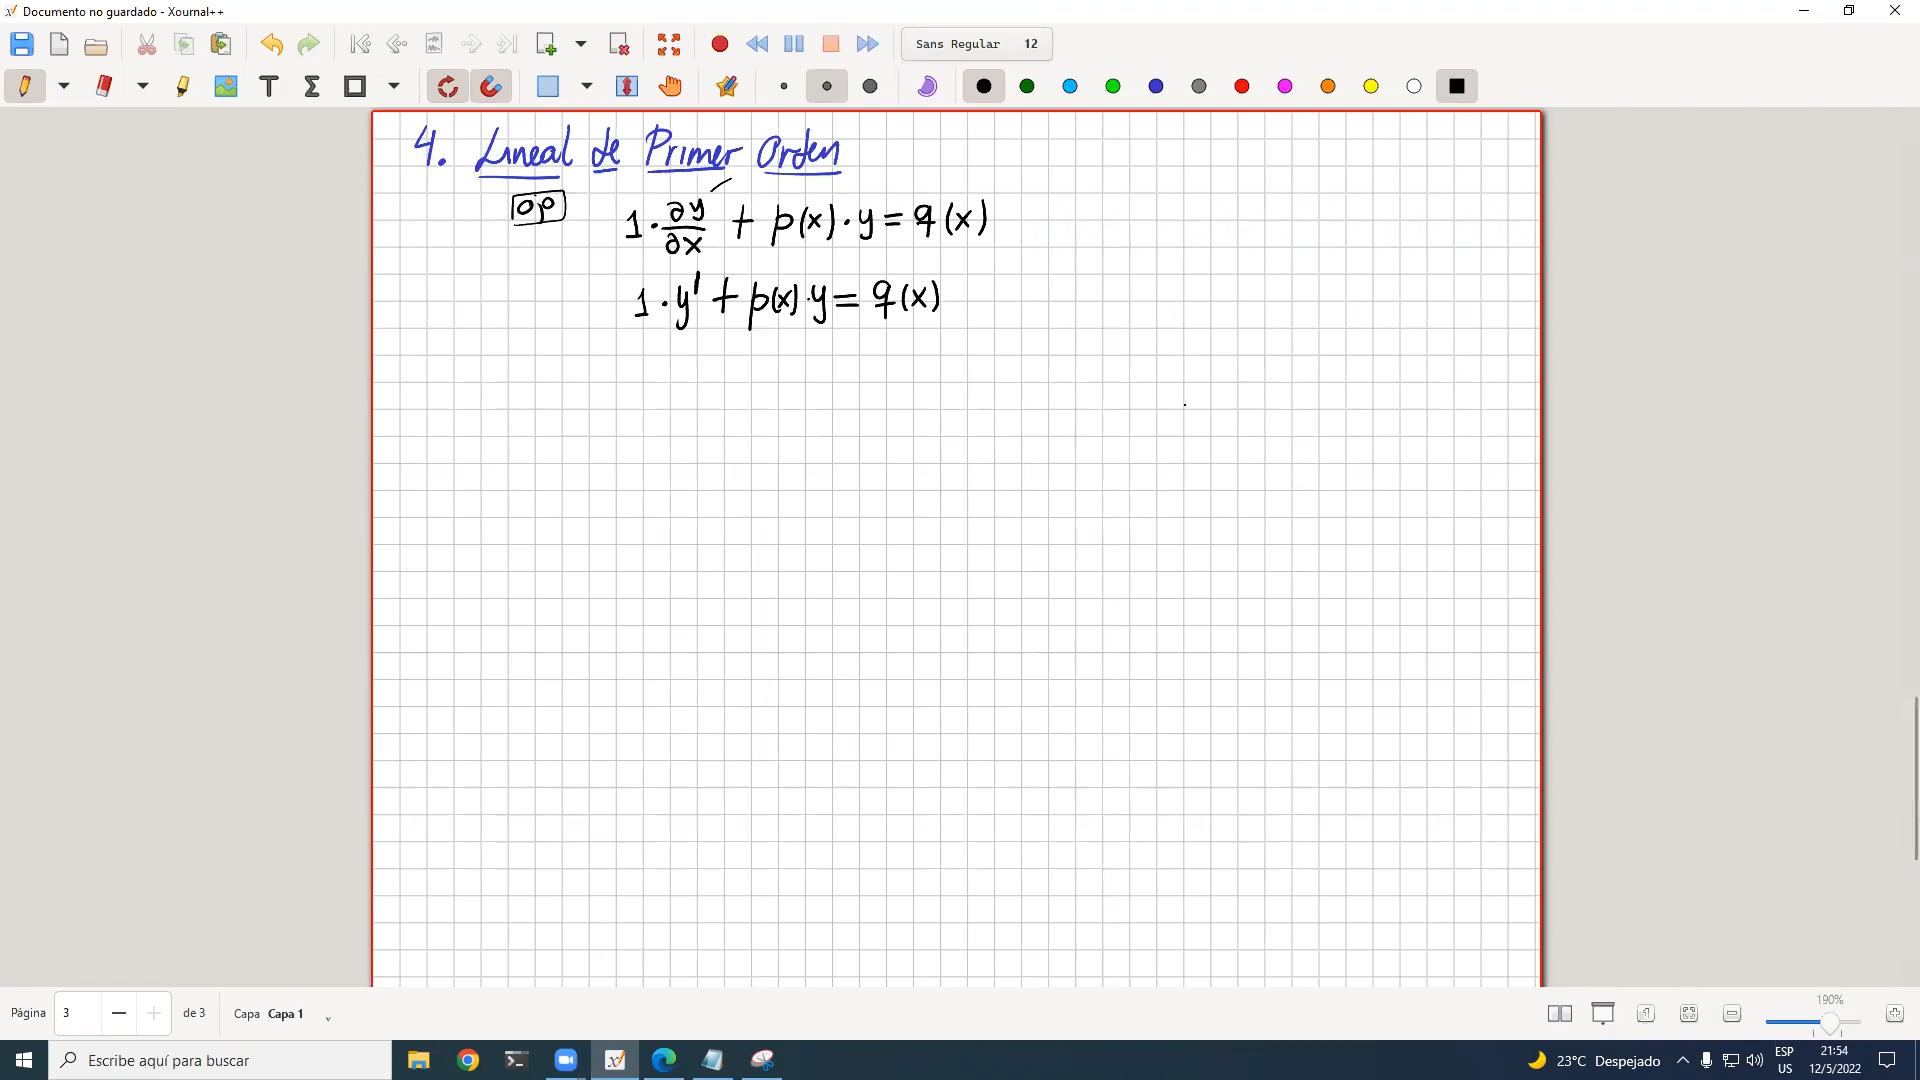 Documento no guardado - Xournal++
Sans Regular 12
4. Lineal de Primer Orden
OP 1 · ∂y/∂x + p(x) · y = q(x)
1 · y' + p(x) · y = q(x)
Página 3 de 3 Capa Capa 1
190%
Escribe aquí para buscar
23°C Despejado
ESP
US
21:54
12/5/2022